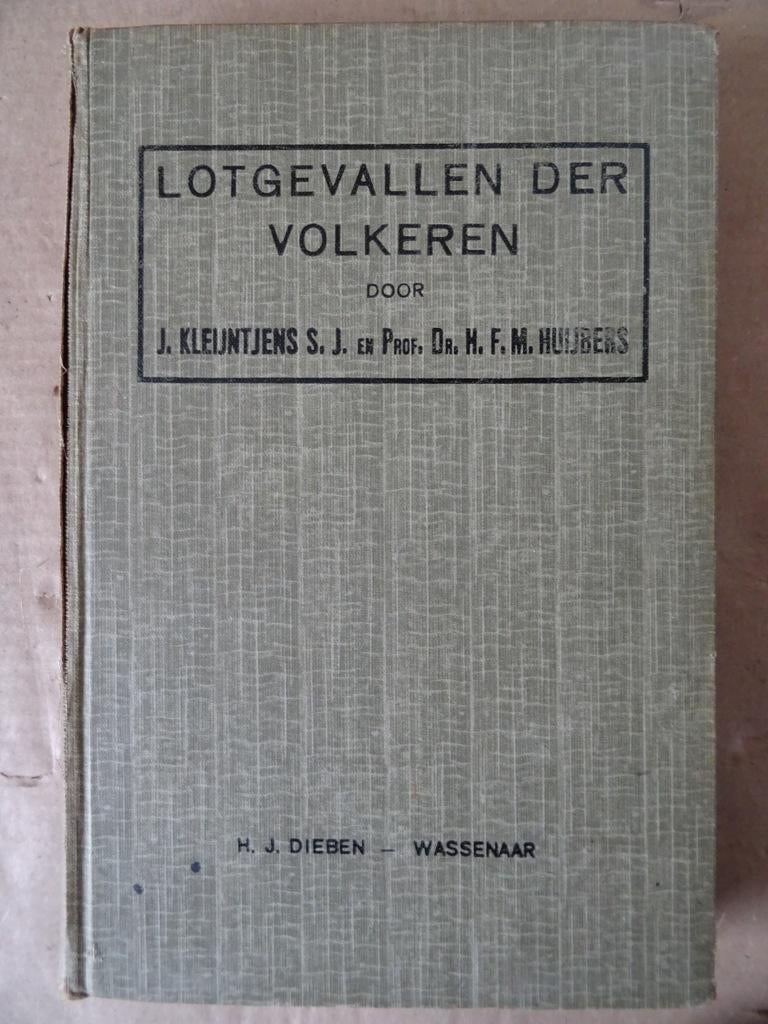 LOTGEVALLEN DER
VOLKEREN
DOOR
J. KLEIJNTJENS S. J. EN PROF. DR. H. F. M. HUIJBERS
H. J. DIEBEN — WASSENAAR